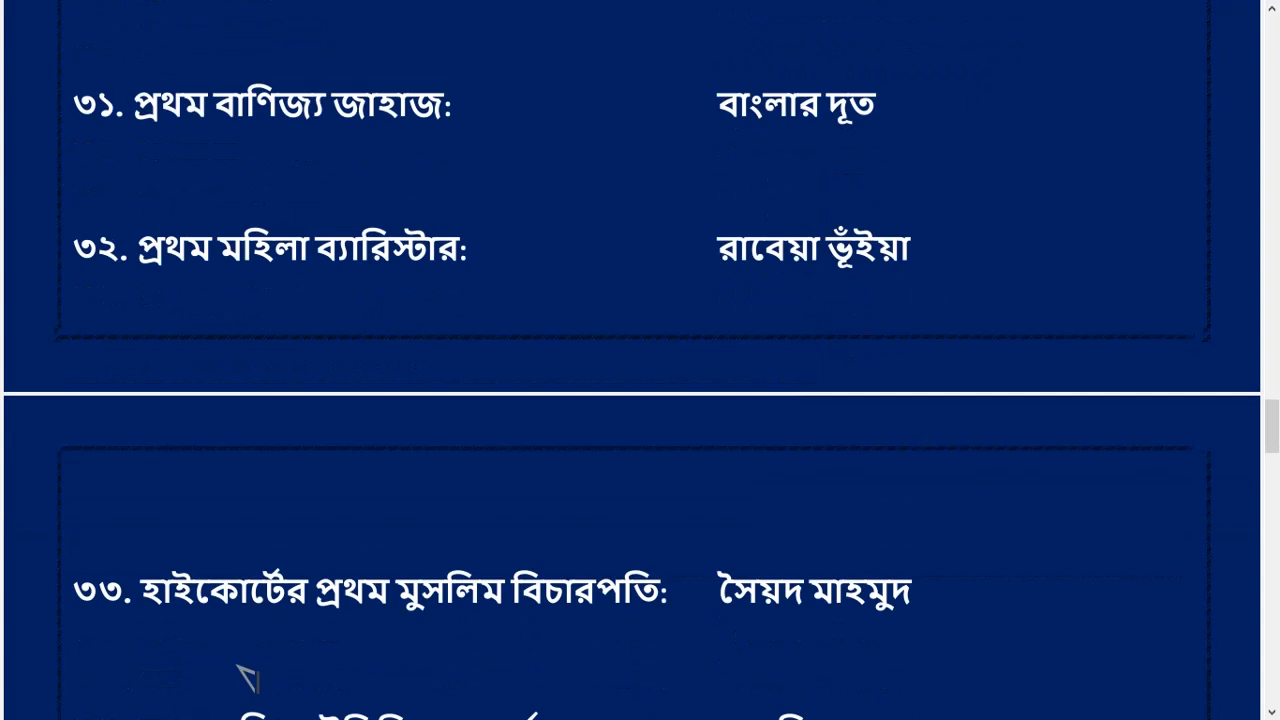 ৩১. প্রথম বাণিজ্য জাহাজ: বাংলার দূত
৩২. প্রথম মহিলা ব্যারিস্টার: রাবেয়া ভূঁইয়া
৩৩. হাইকোর্টের প্রথম মুসলিম বিচারপতি: সৈয়দ মাহমুদ